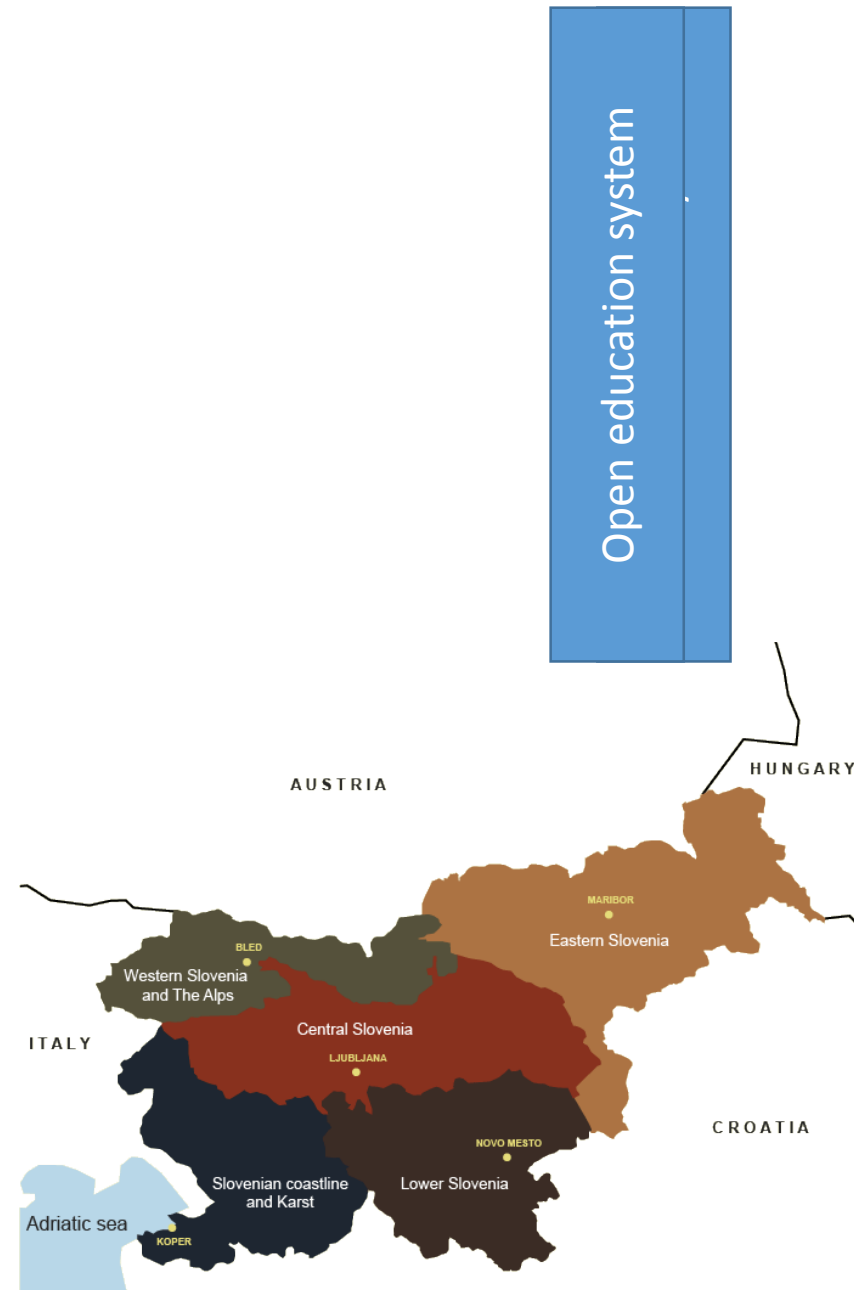 Open education system
AUSTRIA
HUNGARY
MARIBOR
Eastern Slovenia
BLED
Western Slovenia
and The Alps
Central Slovenia
ITALY
LJUBLJANA
CROATIA
NOVO MESTO
Slovenian coastline
and Karst
Lower Slovenia
Adriatic sea
KOPER